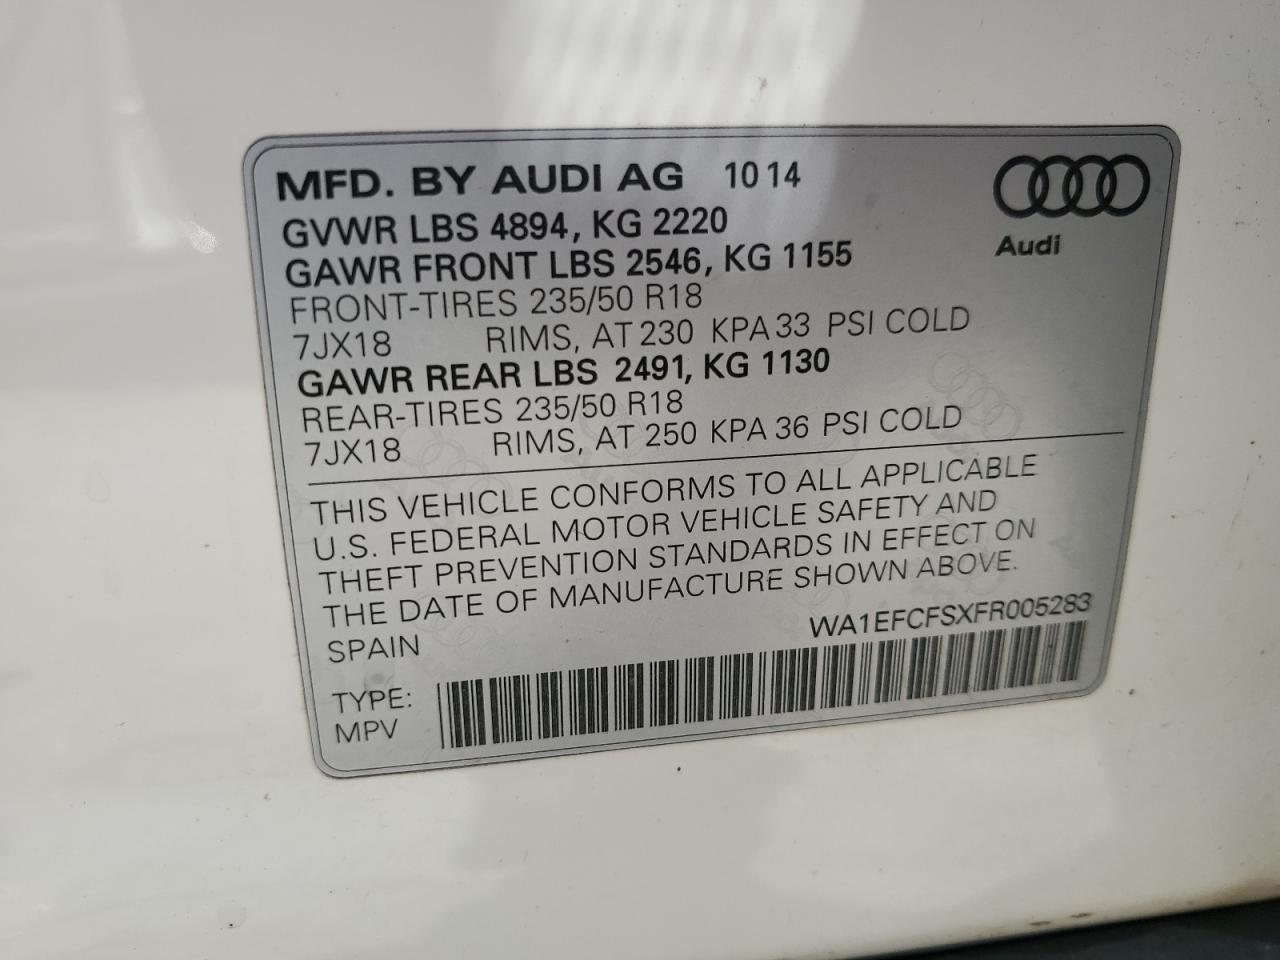 MFD. BY AUDI AG 10 14
Audi
GVWR LBS 4894, KG 2220
GAWR FRONT LBS 2546, KG 1155
FRONT-TIRES 235/50 R18
7JX18 RIMS, AT 230 KPA 33 PSI COLD
GAWR REAR LBS 2491, KG 1130
REAR-TIRES 235/50 R18
7JX18 RIMS, AT 250 KPA 36 PSI COLD
THIS VEHICLE CONFORMS TO ALL APPLICABLE
U.S. FEDERAL MOTOR VEHICLE SAFETY AND
THEFT PREVENTION STANDARDS IN EFFECT ON
THE DATE OF MANUFACTURE SHOWN ABOVE.
SPAIN WA1EFCFSXFR005283
TYPE:
MPV